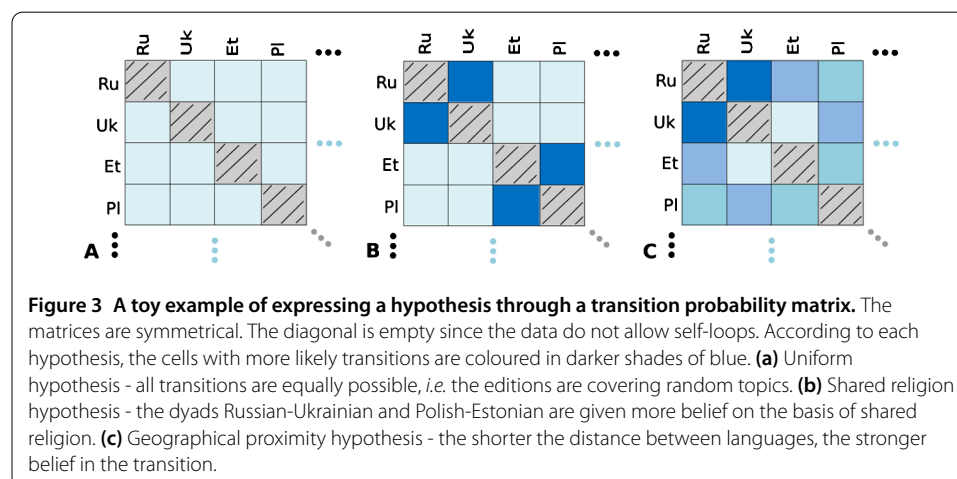 Ru Uk Et Pl •••
Ru
Uk
Et
Pl
A
Ru Uk Et Pl •••
Ru
Uk
Et
Pl
B
Ru Uk Et Pl •••
Ru
Uk
Et
Pl
C
Figure 3 A toy example of expressing a hypothesis through a transition probability matrix. The
matrices are symmetrical. The diagonal is empty since the data do not allow self-loops. According to each
hypothesis, the cells with more likely transitions are coloured in darker shades of blue. (a) Uniform
hypothesis - all transitions are equally possible, i.e. the editions are covering random topics. (b) Shared religion
hypothesis - the dyads Russian-Ukrainian and Polish-Estonian are given more belief on the basis of shared
religion. (c) Geographical proximity hypothesis - the shorter the distance between languages, the stronger
belief in the transition.